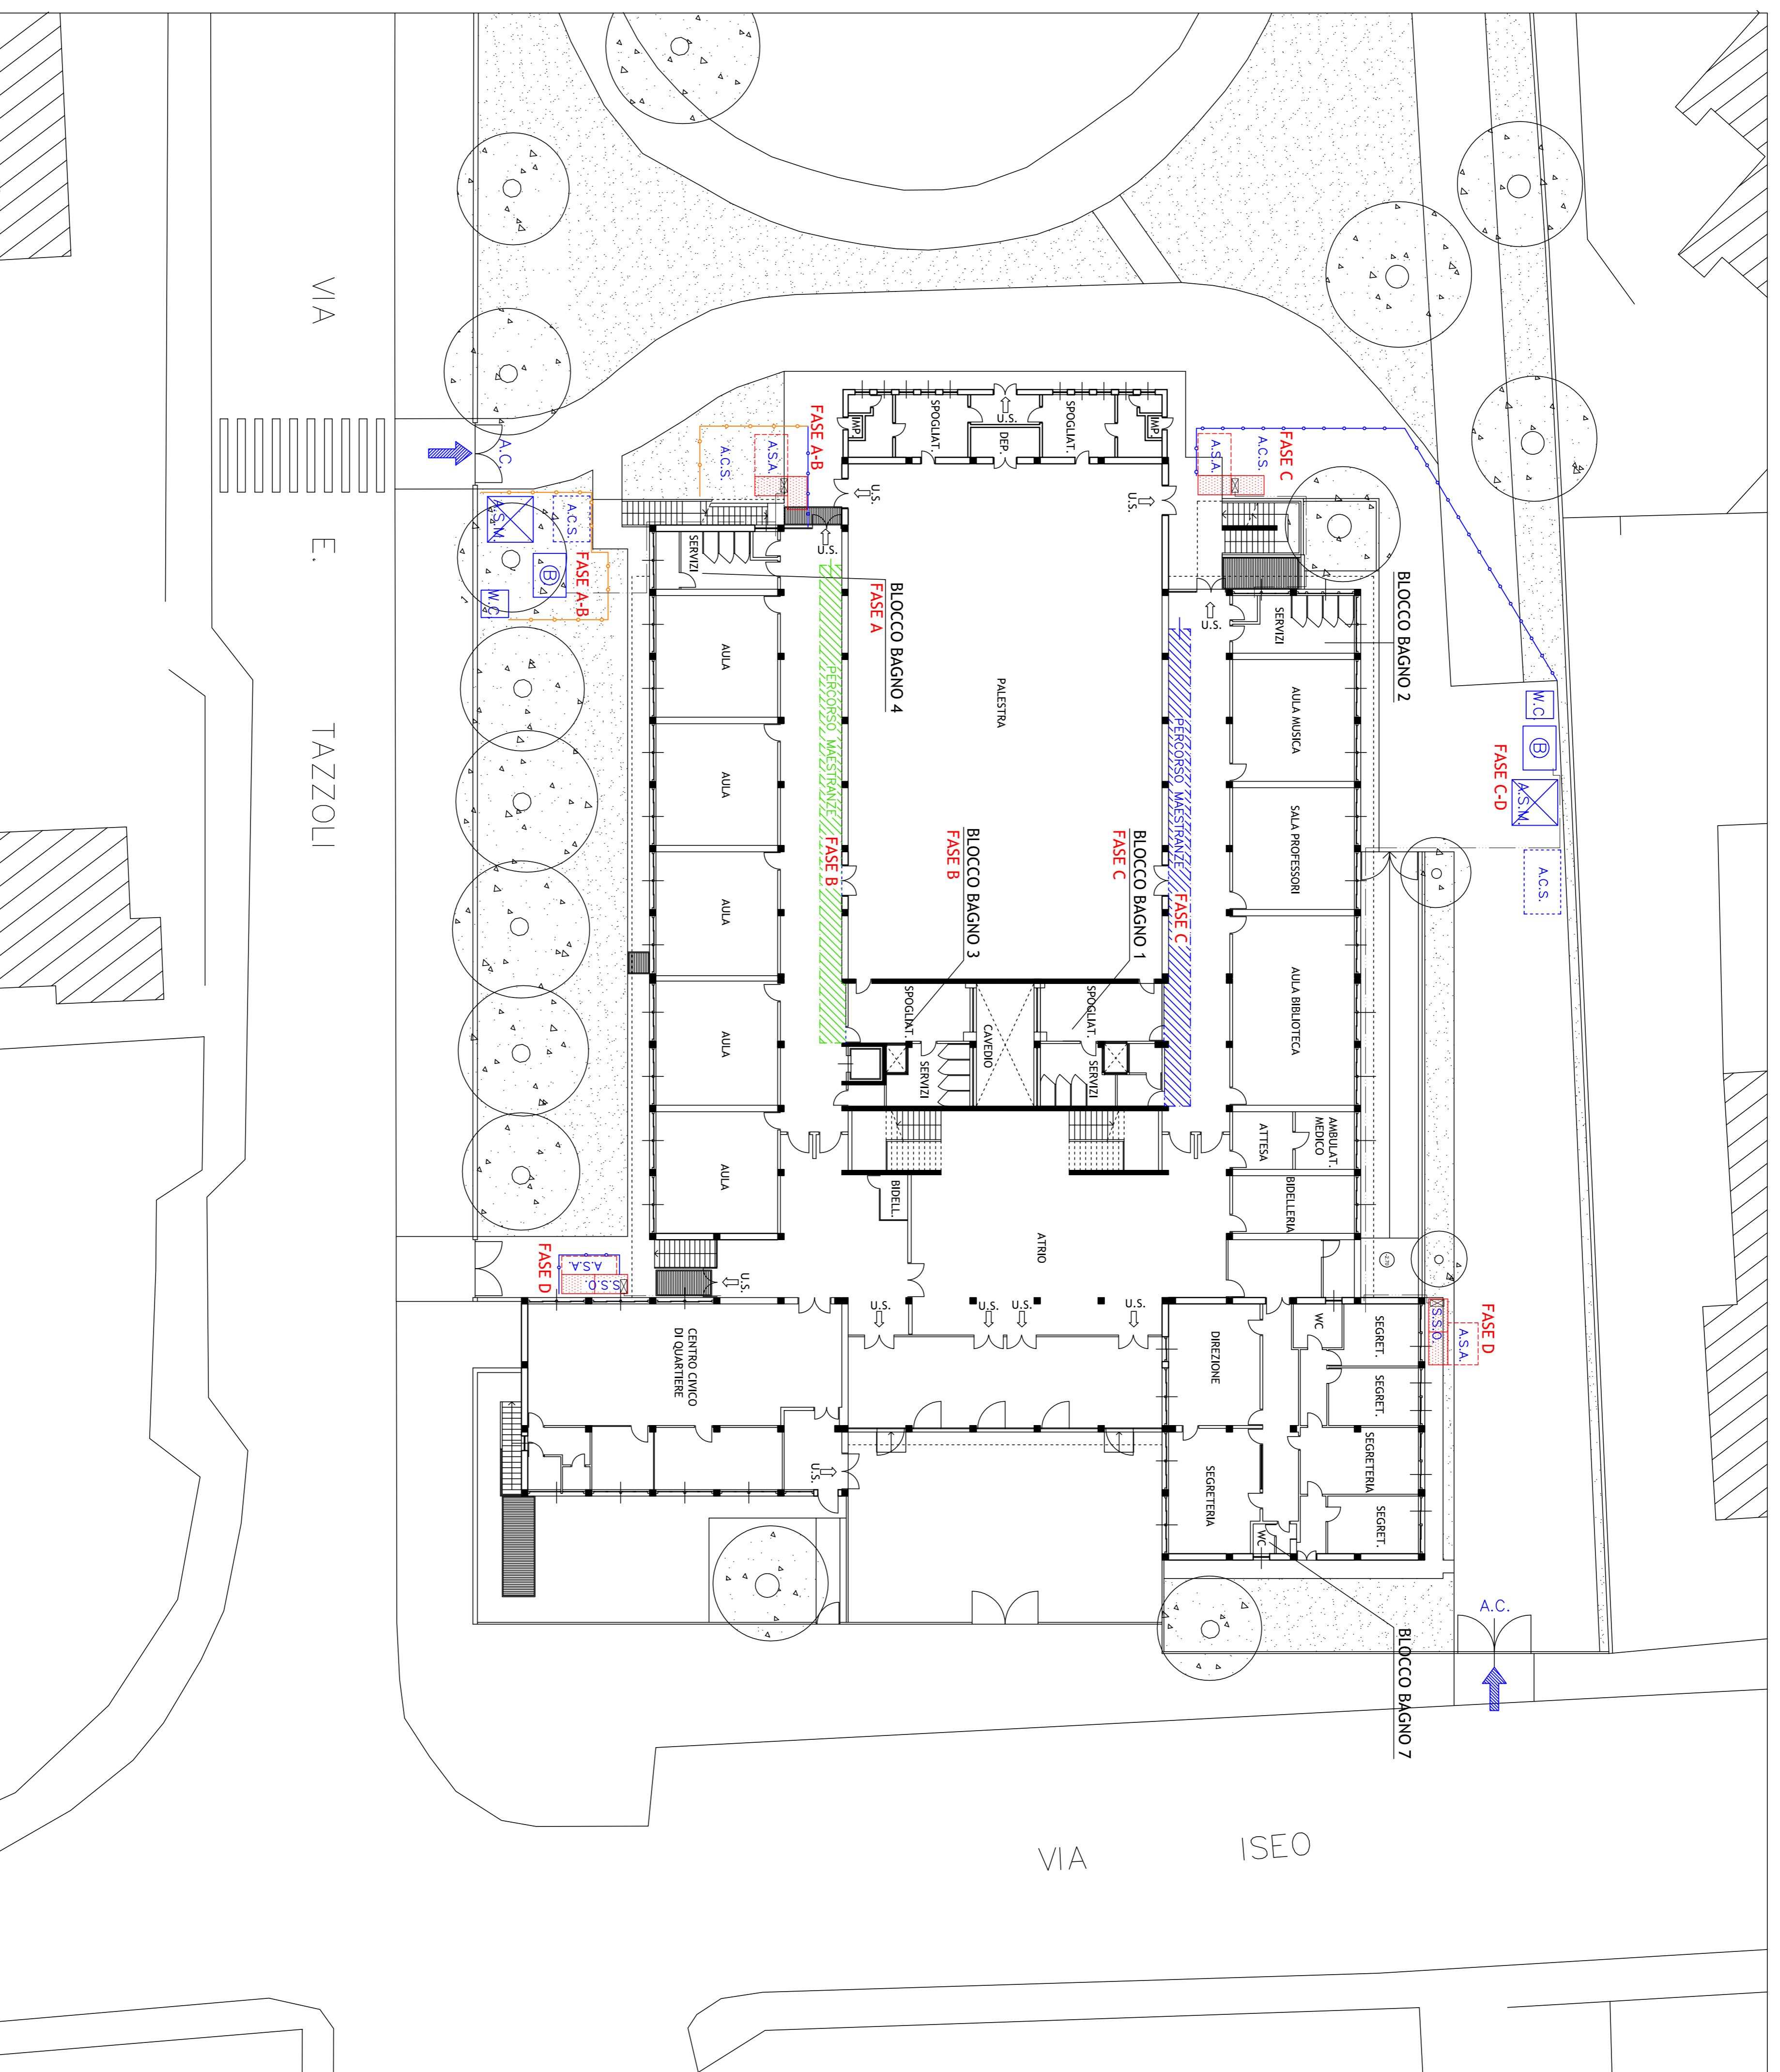 VIA E. TAZZOLI
VIA ISEO
A.C.
FASE A-B
A.S.A.
A.C.S.
FASE C
A.C.S.
A.S.A.
IMP.
SPOGLIAT.
U.S.
DEP.
SPOGLIAT.
IMP.
U.S.
U.S.
U.S.
U.S.
A.S.M.
A.C.S.
FASE A-B
B
W.C.
SERVIZI
BLOCCO BAGNO 4
FASE A
SERVIZI
BLOCCO BAGNO 2
AULA
AULA
AULA
AULA
AULA
PERCORSO MAESTRANZE
FASE B
PALESTRA
PERCORSO MAESTRANZE
FASE C
AULA MUSICA
SALA PROFESSORI
AULA BIBLIOTECA
W.C.
B
FASE C-D
A.S.M.
A.C.S.
BLOCCO BAGNO 3
FASE B
BLOCCO BAGNO 1
FASE C
SPOGLIAT.
CAVEDIO
SPOGLIAT.
SERVIZI
SERVIZI
AMBULAT.
MEDICO
ATTESA
BIDELLERIA
BIDELL.
ATRIO
FASE D
A.S.A.
S.S.O.
U.S.
U.S.
U.S.
U.S.
U.S.
FASE D
A.S.A.
S.S.O.
CENTRO CIVICO
DI QUARTIERE
U.S.
DIREZIONE
WC
SEGRET.
SEGRET.
SEGRETERIA
SEGRET.
SEGRETERIA
WC
BLOCCO BAGNO 7
A.C.